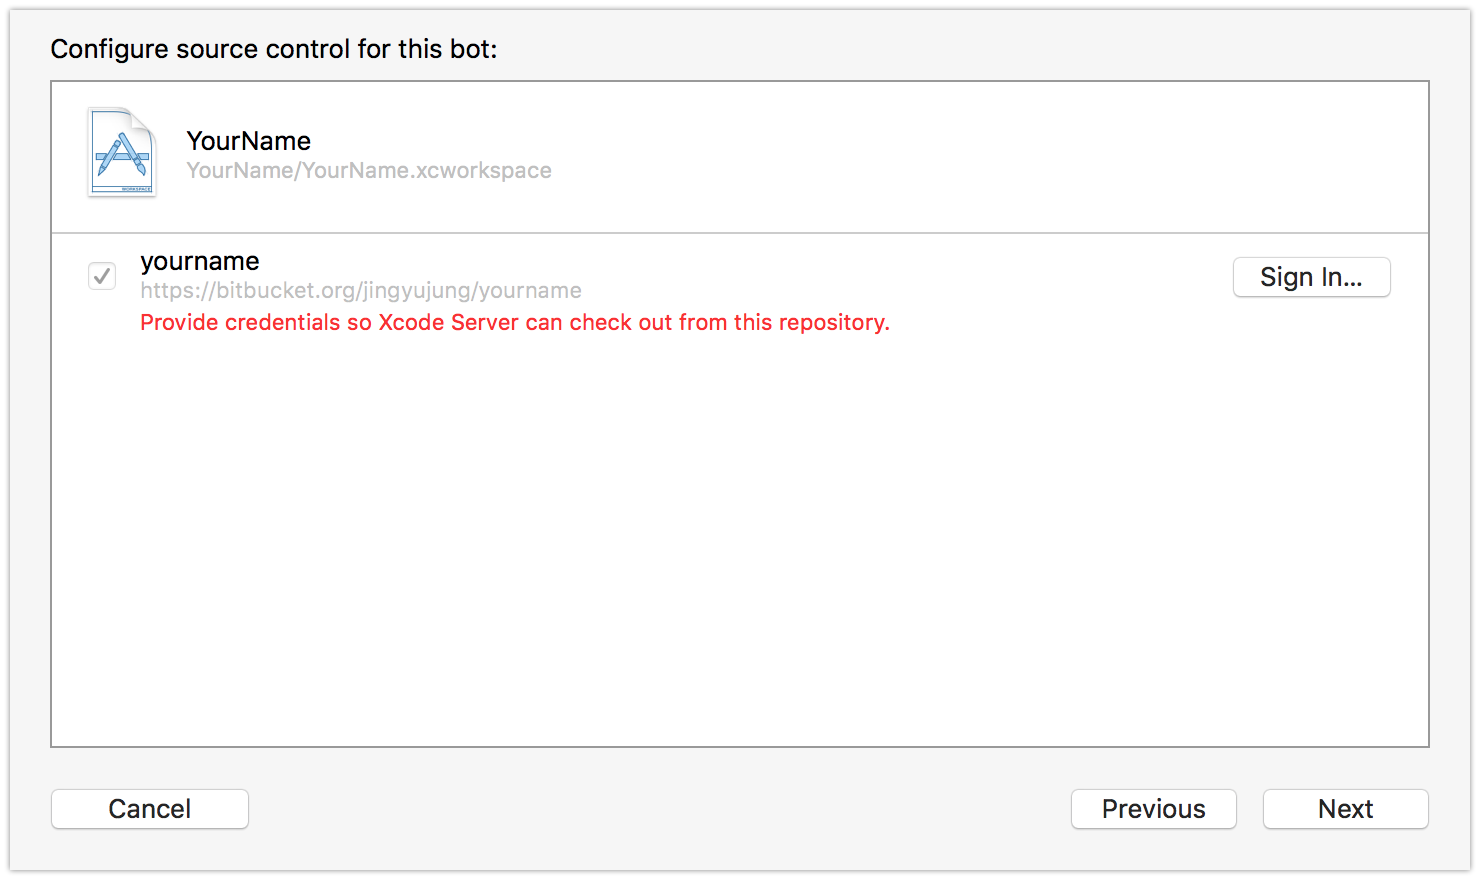 Configure source control for this bot:
YourName
YourName/YourName.xcworkspace
WORKSPACE
yourname
Sign In...
https://bitbucket.org/jingyujung/yourname
Provide credentials so Xcode Server can check out from this repository.
Cancel
Previous
Next